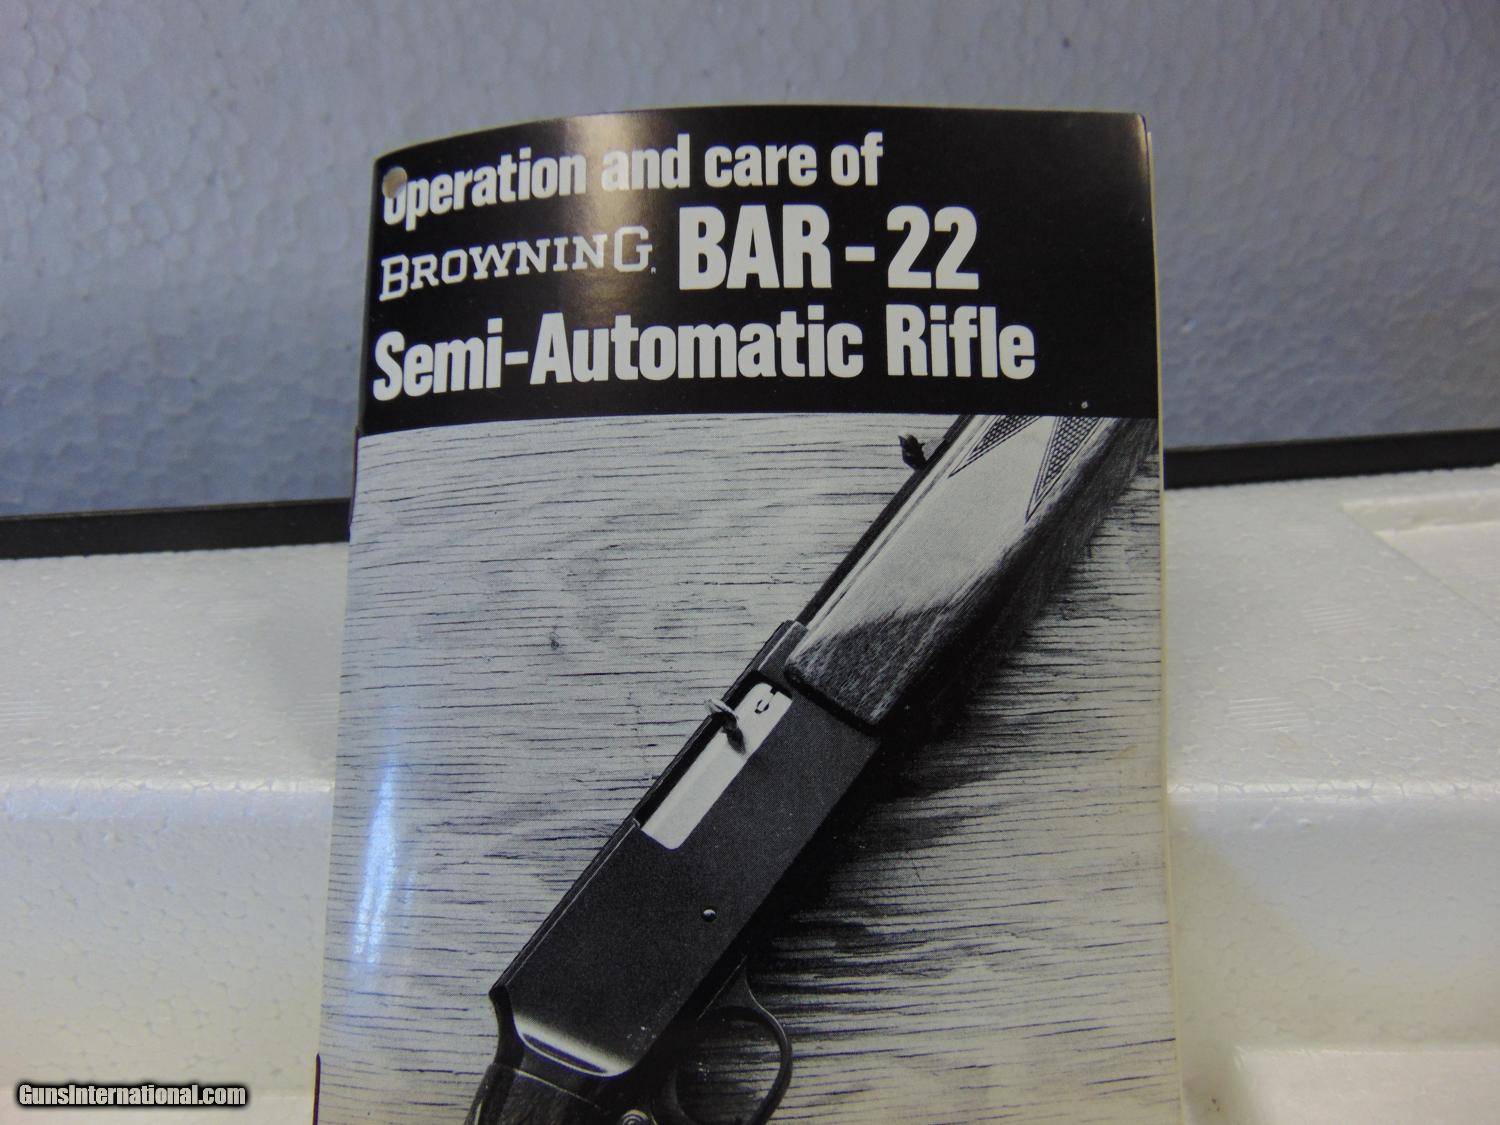 Operation and care of
BROWNING. BAR-22
Semi-Automatic Rifle
GunsInternational.com